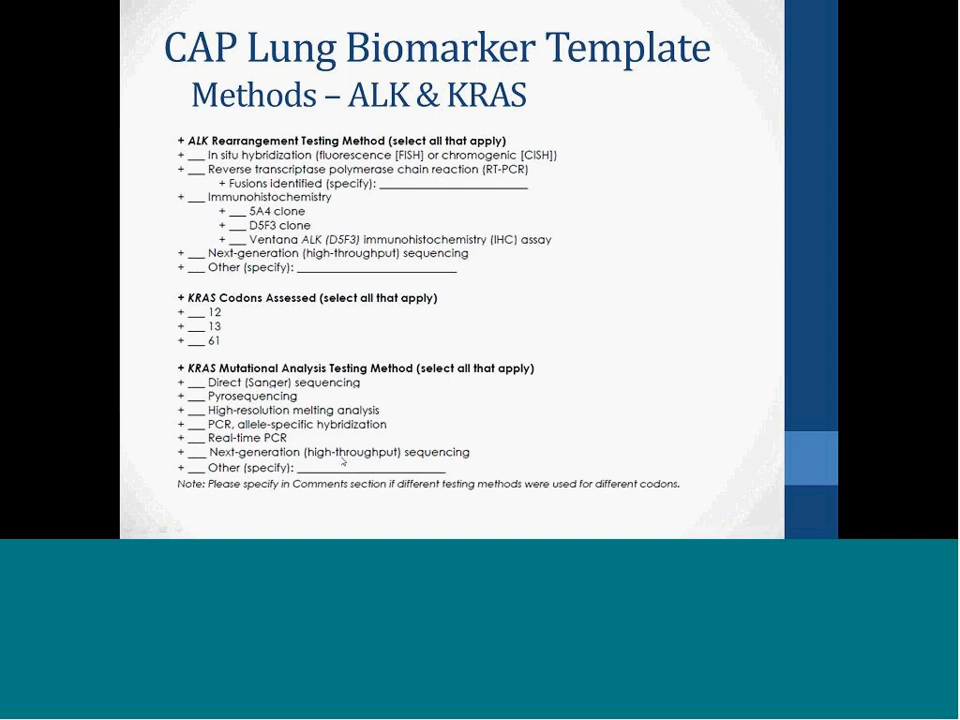 CAP Lung Biomarker Template
Methods – ALK & KRAS
+ ALK Rearrangement Testing Method (select all that apply)
+ ___ In situ hybridization (fluorescence [FISH] or chromogenic [CISH])
+ ___ Reverse transcriptase polymerase chain reaction (RT-PCR)
+ Fusions identified (specify): ______________________
+ ___ Immunohistochemistry
+ ___ 5A4 clone
+ ___ D5F3 clone
+ ___ Ventana ALK (D5F3) immunohistochemistry (IHC) assay
+ ___ Next-generation (high-throughput) sequencing
+ ___ Other (specify): ______________________
+ KRAS Codons Assessed (select all that apply)
+ ___ 12
+ ___ 13
+ ___ 61
+ KRAS Mutational Analysis Testing Method (select all that apply)
+ ___ Direct (Sanger) sequencing
+ ___ Pyrosequencing
+ ___ High-resolution melting analysis
+ ___ PCR, allele-specific hybridization
+ ___ Real-time PCR
+ ___ Next-generation (high-throughput) sequencing
+ ___ Other (specify): ______________________
Note: Please specify in Comments section if different testing methods were used for different codons.